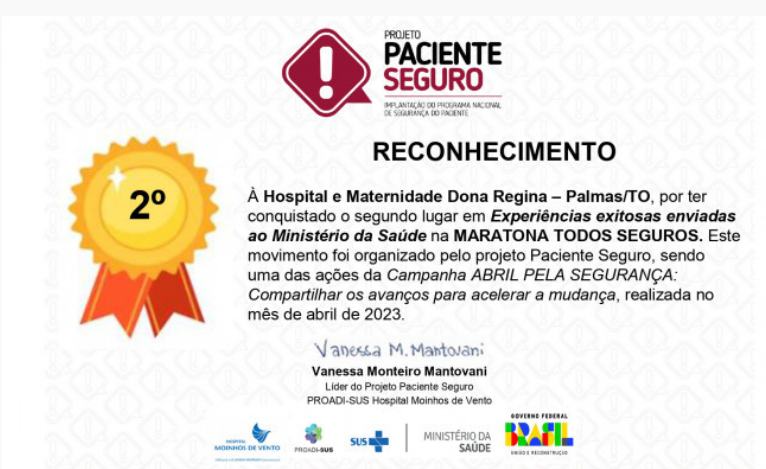 PROJETO
PACIENTE
SEGURO
IMPLANTAÇÃO DO PROGRAMA NACIONAL
DE SEGURANÇA DO PACIENTE
RECONHECIMENTO
2º
À Hospital e Maternidade Dona Regina – Palmas/TO, por ter
conquistado o segundo lugar em Experiências exitosas enviadas
ao Ministério da Saúde na MARATONA TODOS SEGUROS. Este
movimento foi organizado pelo projeto Paciente Seguro, sendo
uma das ações da Campanha ABRIL PELA SEGURANÇA:
Compartilhar os avanços para acelerar a mudança, realizada no
mês de abril de 2023.
Vanessa M. Mantovani
Vanessa Monteiro Mantovani
Líder do Projeto Paciente Seguro
PROADI-SUS Hospital Moinhos de Vento
HOSPITAL
MOINHOS DE VENTO
PROADI-SUS
SUS
MINISTÉRIO DA
SAÚDE
GOVERNO FEDERAL
BRASIL
UNIÃO E RECONSTRUÇÃO